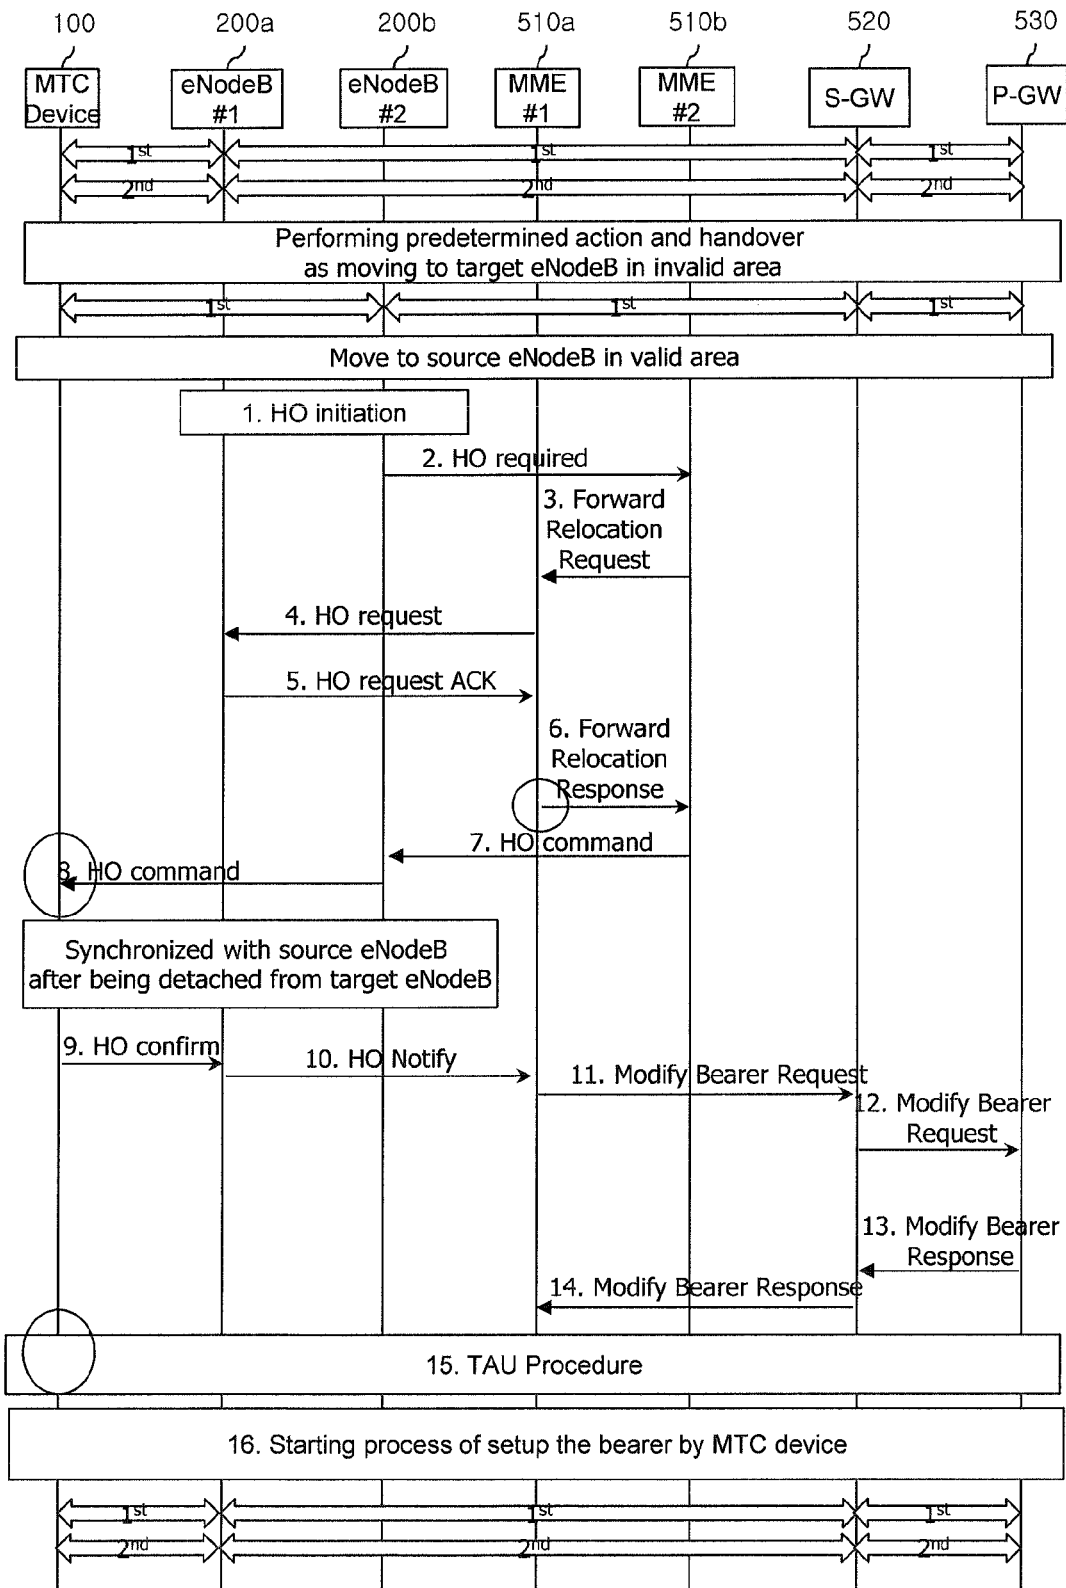 100 200a 200b 510a 510b 520 530
MTC Device
eNodeB #1
eNodeB #2
MME #1
MME #2
S-GW
P-GW
1st 1st 1st
2nd 2nd 2nd
Performing predetermined action and handover
as moving to target eNodeB in invalid area
1st 1st 1st
Move to source eNodeB in valid area
1. HO initiation
2. HO required
3. Forward
Relocation
Request
4. HO request
5. HO request ACK
6. Forward
Relocation
Response
7. HO command
8. HO command
Synchronized with source eNodeB
after being detached from target eNodeB
9. HO confirm
10. HO Notify
11. Modify Bearer Request
12. Modify Bearer
Request
13. Modify Bearer
Response
14. Modify Bearer Response
15. TAU Procedure
16. Starting process of setup the bearer by MTC device
1st 1st 1st
2nd 2nd 2nd